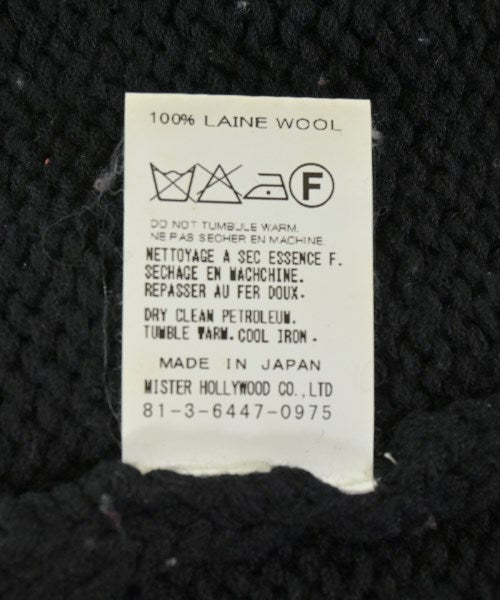 100% LAINE WOOL
F
DO NOT TUMBULE WARM.
NE PAS SECHER EN MACHINE.
NETTOYAGE A SEC ESSENCE F.
SECHAGE EN MACHCHINE.
REPASSER AU FER DOUX.
DRY CLEAN PETROLEUM.
TUMBLE WARM. COOL IRON.
MADE IN JAPAN
MISTER HOLLYWOOD CO., LTD
81-3-6447-0975